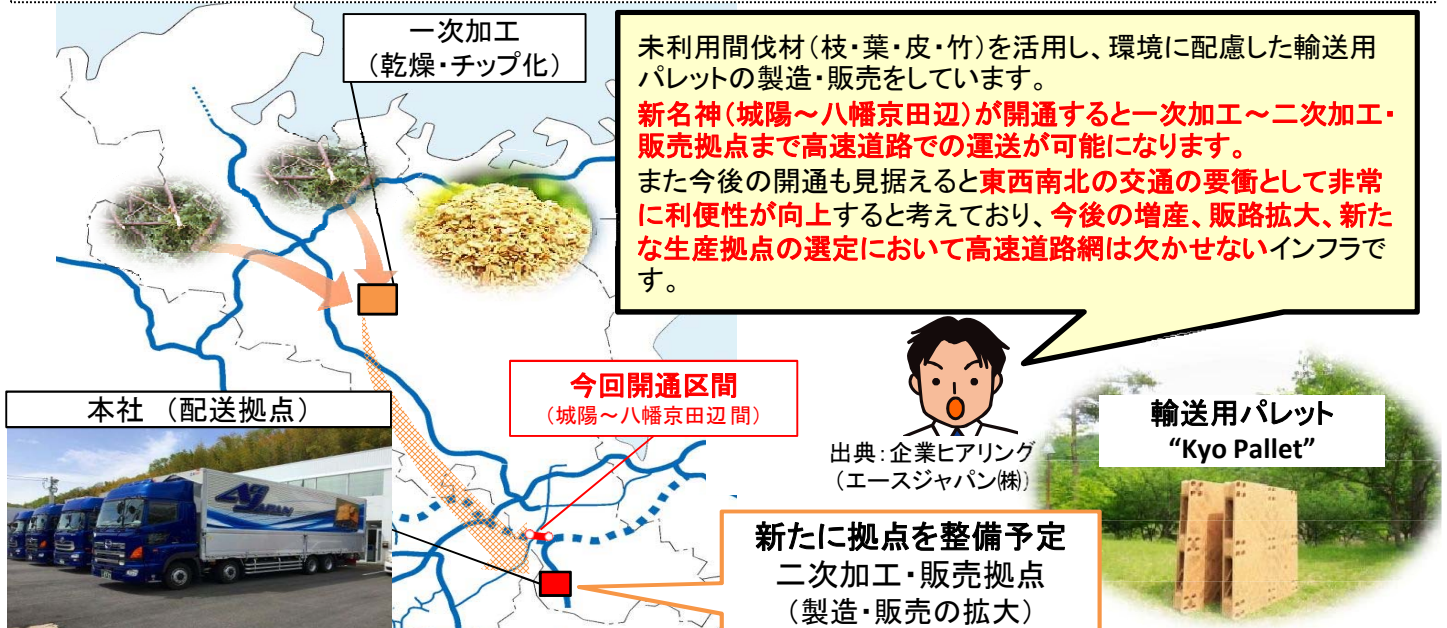 一次加工
（乾燥・チップ化）
未利用間伐材（枝・葉・皮・竹）を活用し、環境に配慮した輸送用
パレットの製造・販売をしています。
新名神（城陽～八幡京田辺）が開通すると一次加工～二次加工・
販売拠点まで高速道路での運送が可能になります。
また今後の開通も見据えると東西南北の交通の要衝として非常
に利便性が向上すると考えており、今後の増産、販路拡大、新た
な生産拠点の選定において高速道路網は欠かせないインフラで
す。
今回開通区間
（城陽～八幡京田辺間）
本社　（配送拠点）
AJ
JAPAN
出典：企業ヒアリング
（エースジャパン㈱）
輸送用パレット
“Kyo Pallet”
新たに拠点を整備予定
二次加工・販売拠点
（製造・販売の拡大）